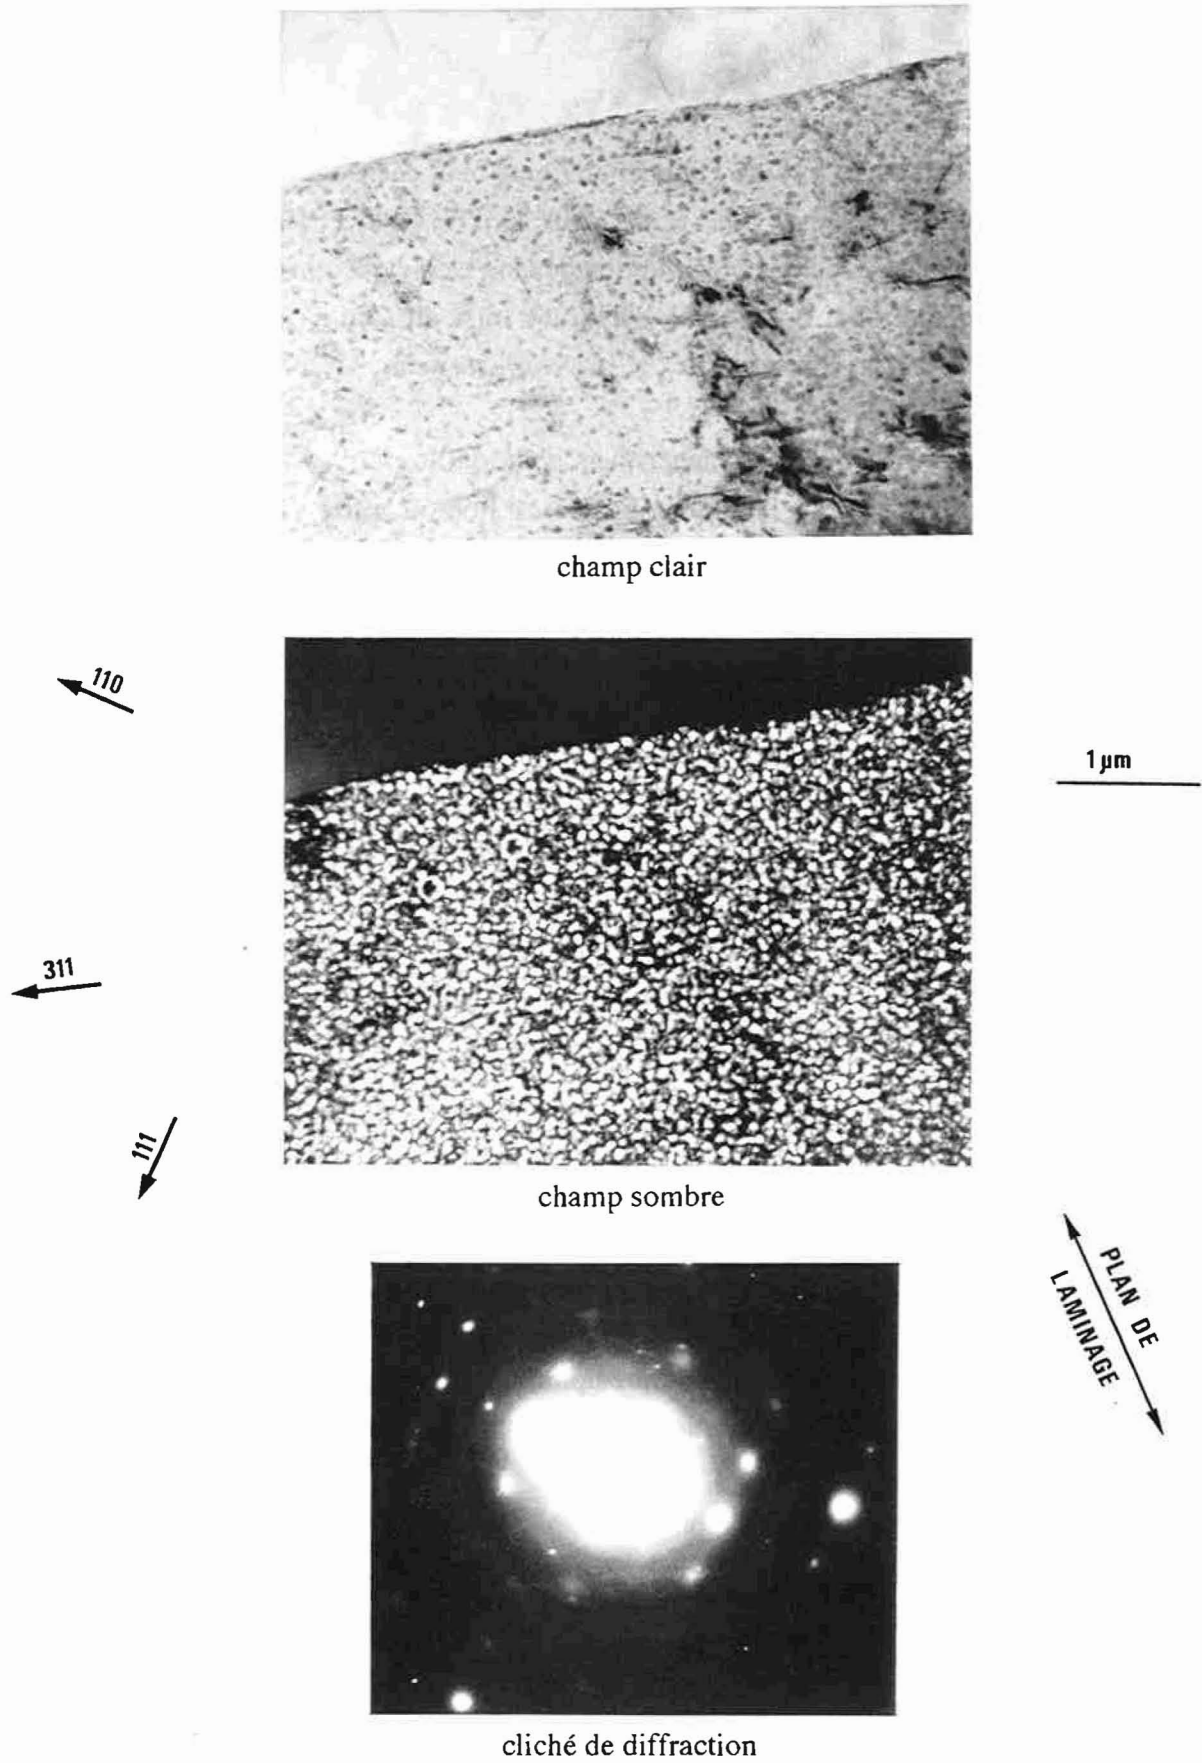 champ clair
110
1 µm
311
111
champ sombre
PLAN DE
LAMINAGE
cliché de diffraction